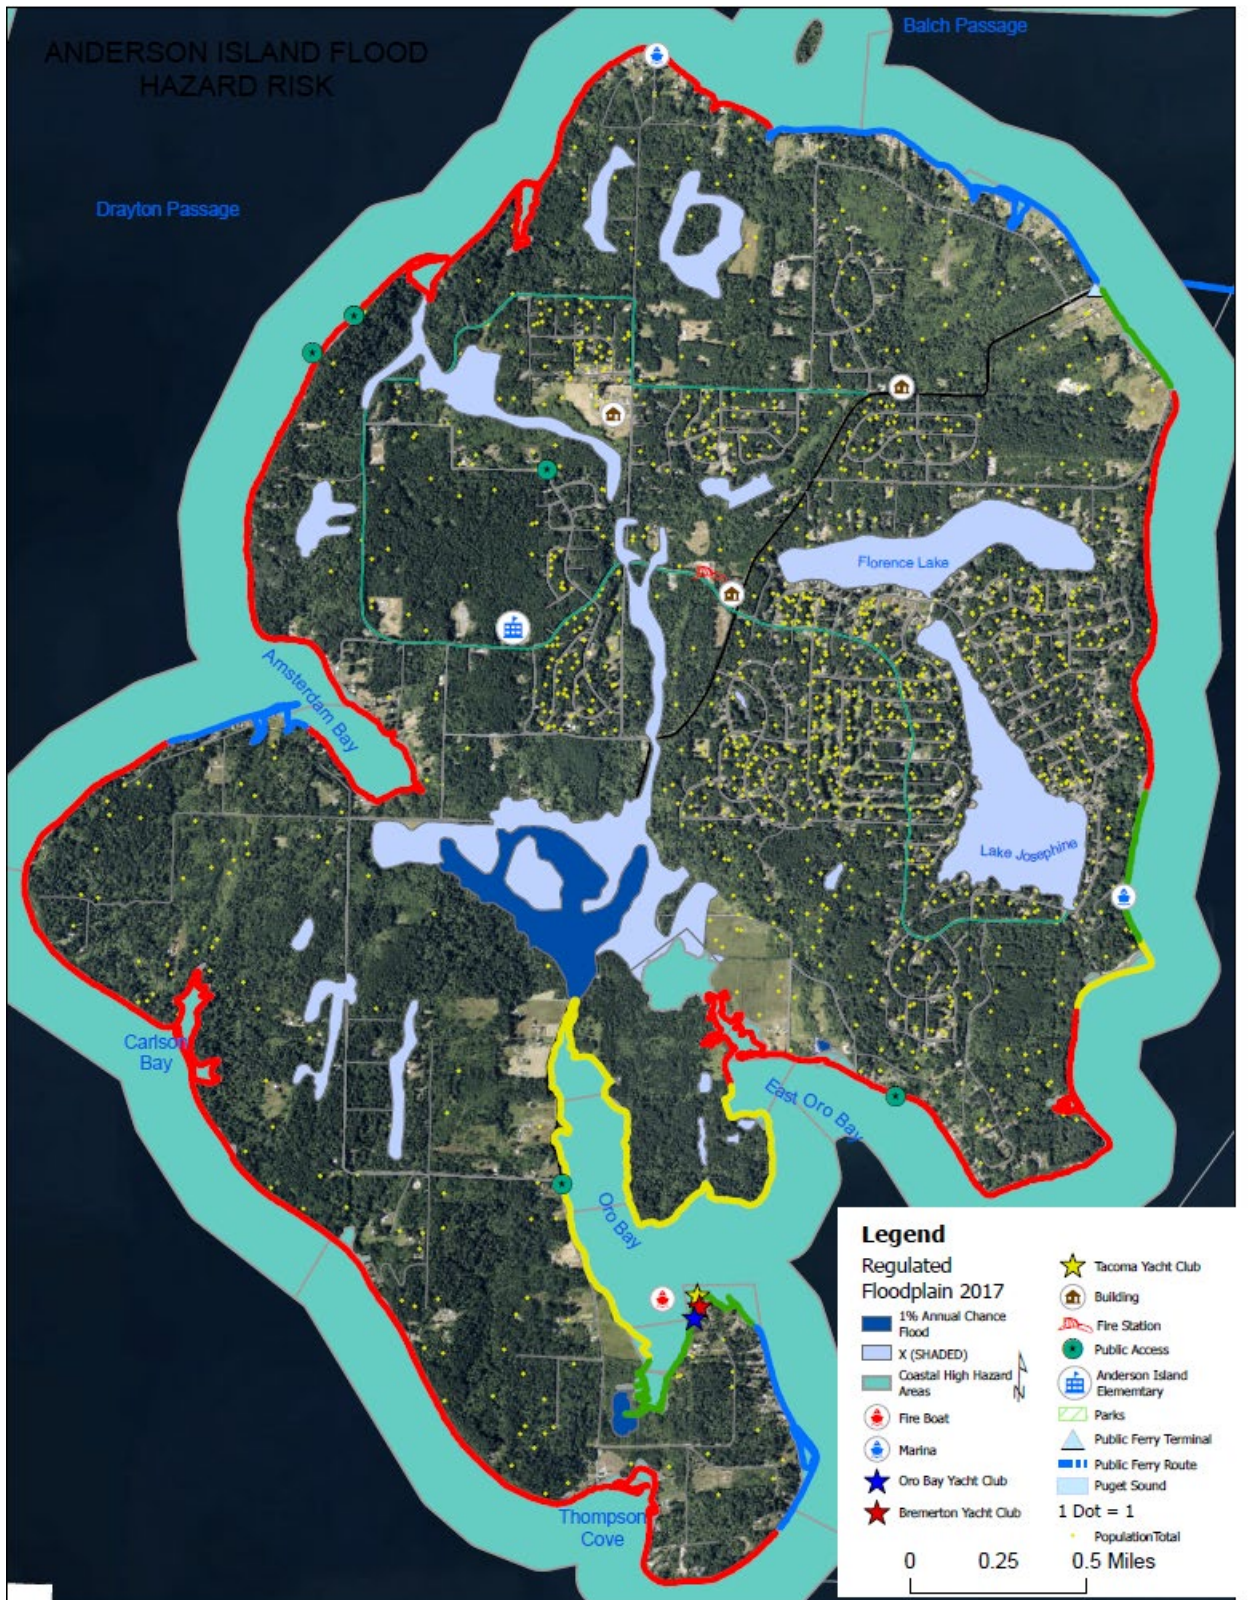 ANDERSON ISLAND FLOOD
HAZARD RISK
Balch Passage
Drayton Passage
Florence Lake
Amsterdam Bay
Lake Josephine
Carlson
Bay
East Oro Bay
Oro Bay
Thompson
Cove
Legend
Regulated
Floodplain 2017
1% Annual Chance
Flood
X (SHADED)
Coastal High Hazard
Areas
N
Fire Boat
Marina
Oro Bay Yacht Club
Bremerton Yacht Club
Tacoma Yacht Club
Building
Fire Station
Public Access
Anderson Island
Elememtary
Parks
Public Ferry Terminal
Public Ferry Route
Puget Sound
1 Dot = 1
PopulationTotal
0 0.25 0.5 Miles